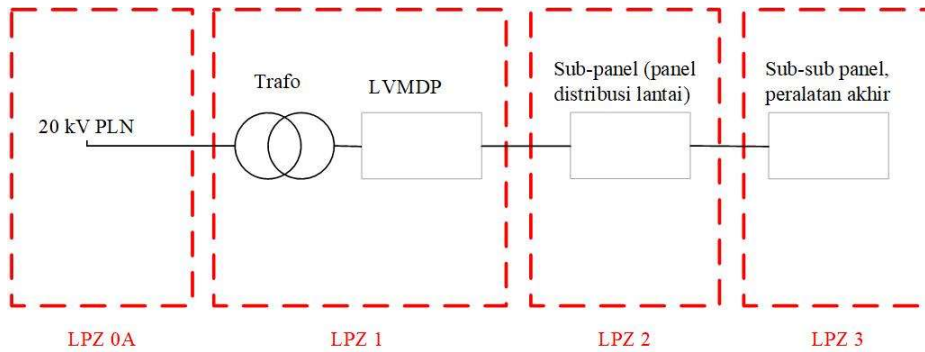 Trafo
LVMDP
Sub-panel (panel
distribusi lantai)
Sub-sub panel,
peralatan akhir
20 kV PLN
LPZ 0A
LPZ 1
LPZ 2
LPZ 3